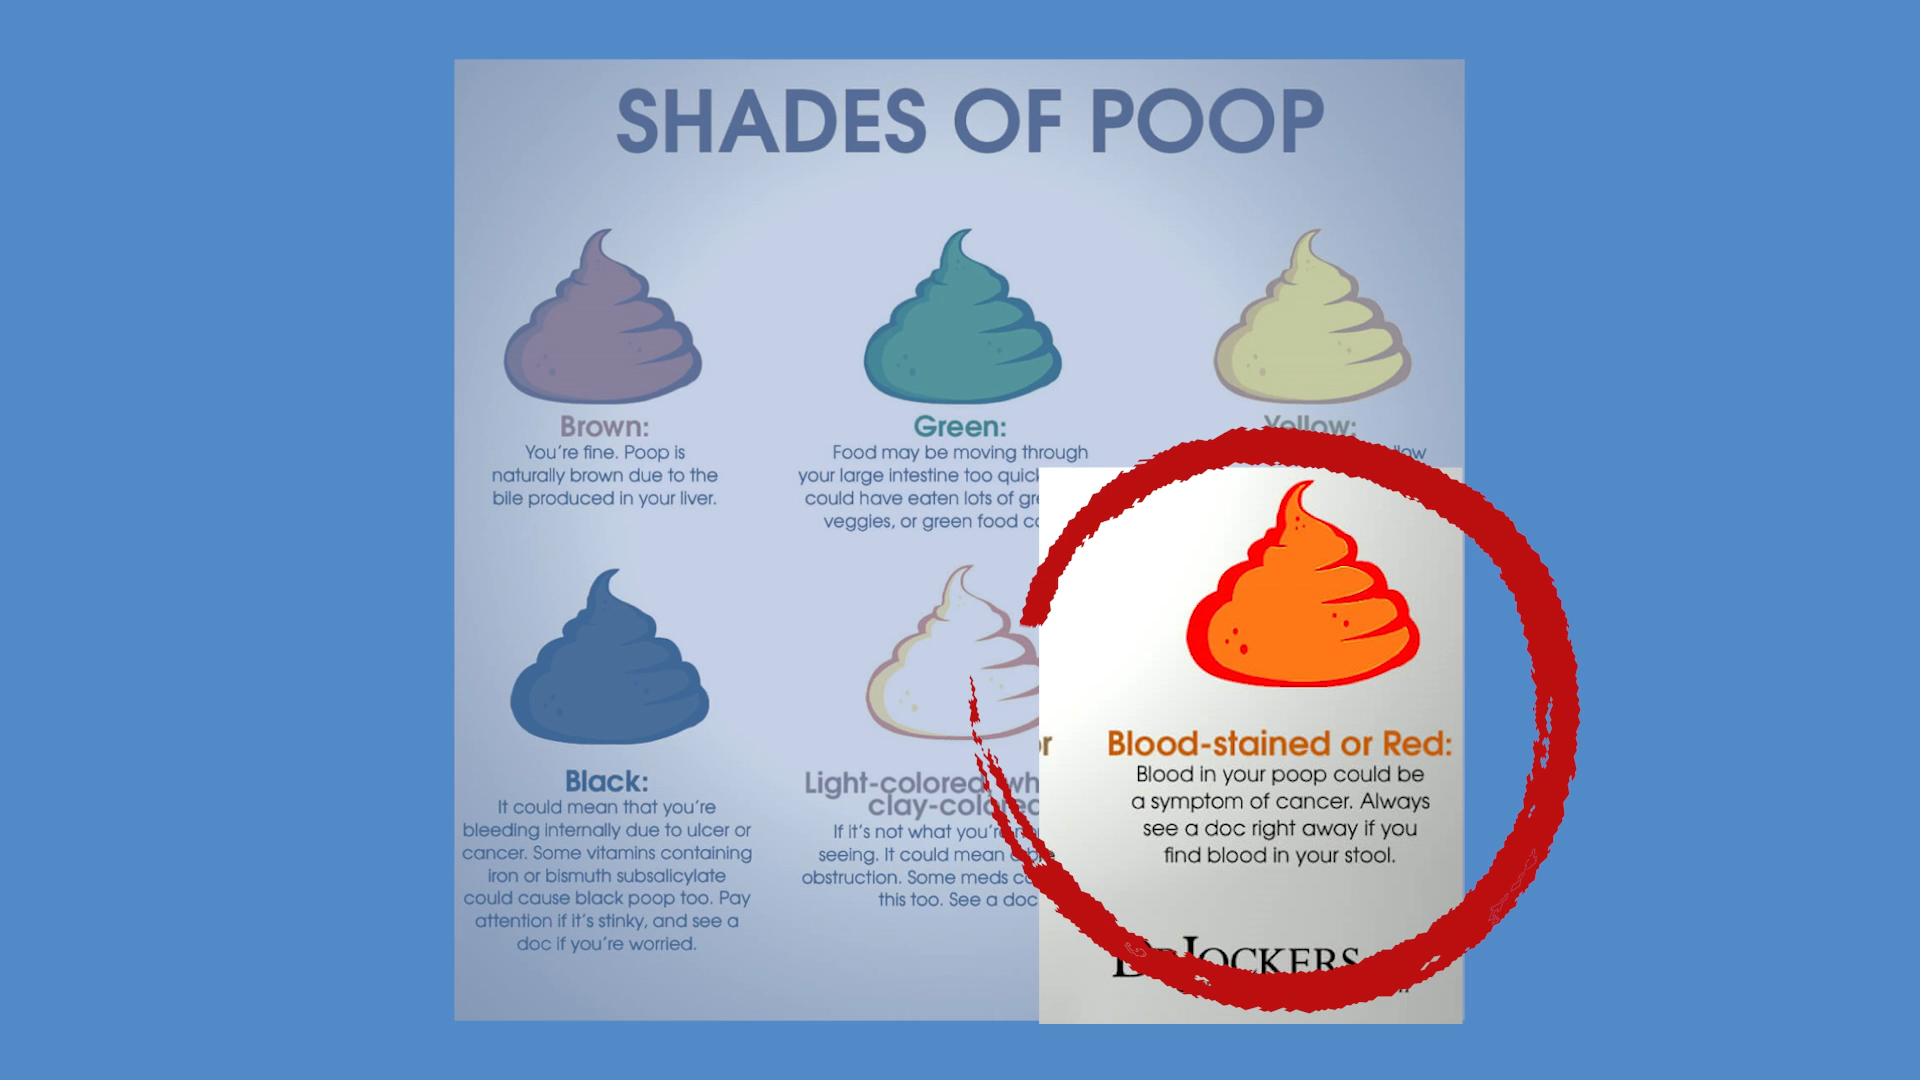 SHADES OF POOP
Brown:
You're fine. Poop is
naturally brown due to the
bile produced in your liver.
Green:
Food may be moving through
your large intestine too
could have eaten lots of
veggies, or green food
Yellow:
Black:
It could mean that you're
bleeding internally due to ulcer or
cancer. Some vitamins containing
iron or bismuth subsalicylate
could cause black poop too. Pay
attention if it's stinky, and see a
doc if you're worried.
Light-colored,
clay-colored
If it's not what you're
seeing. It could mean a
obstruction. Some meds
this too. See a doc
or
Blood-stained or Red:
Blood in your poop could be
a symptom of cancer. Always
see a doc right away if you
find blood in your stool.
DRJOCKERS